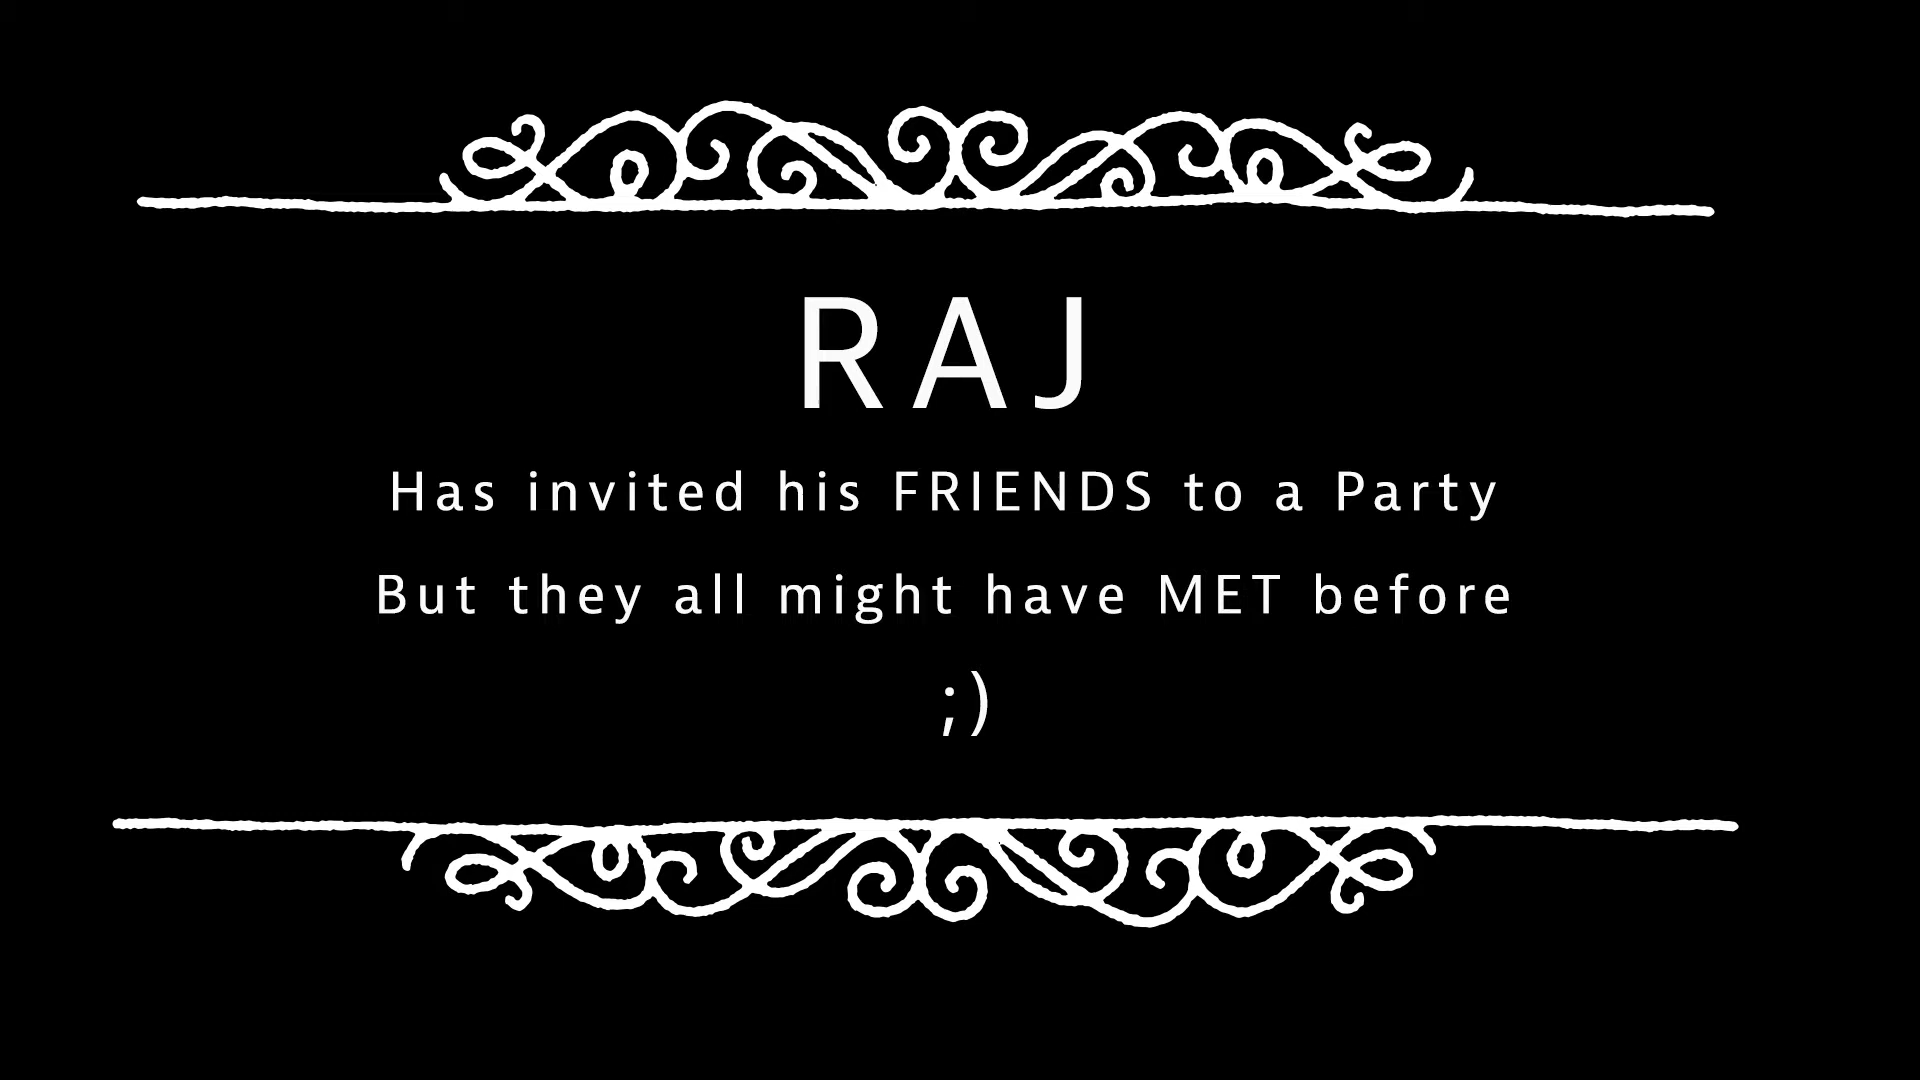 RAJ
Has invited his FRIENDS to a Party
But they all might have MET before
;)